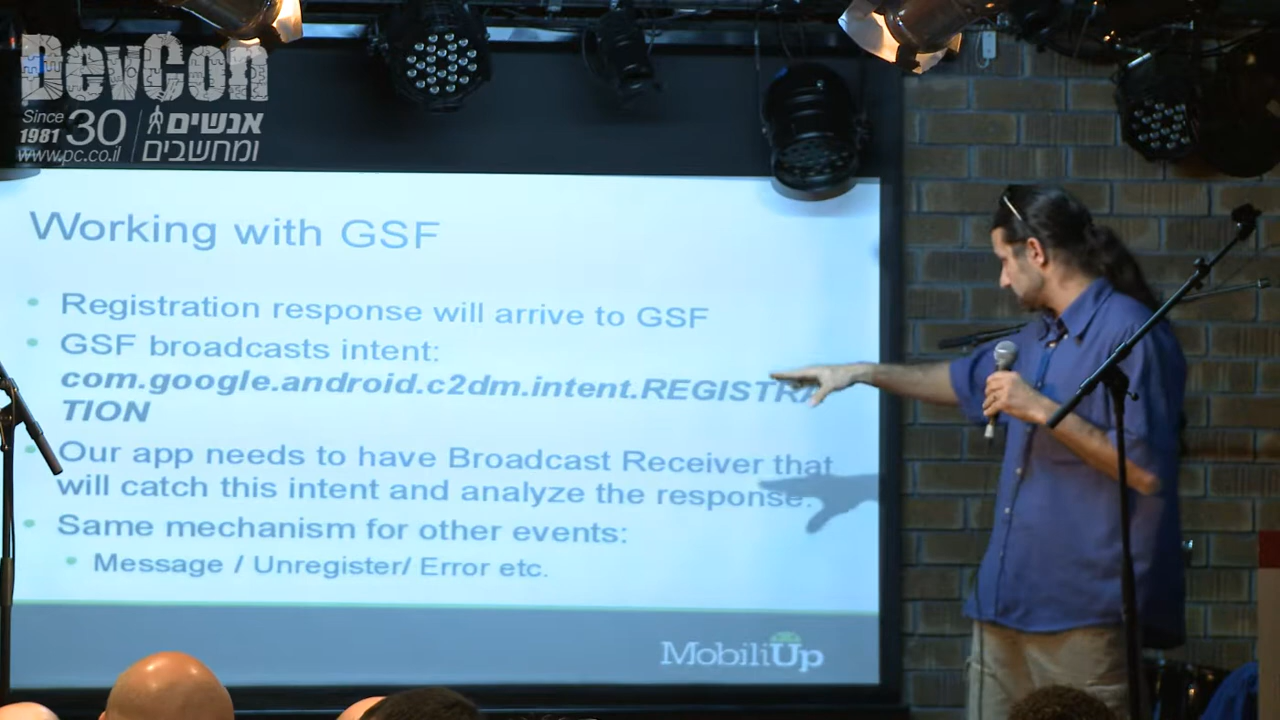 DevCon
Since
1981
30
אנשים
ומחשבים
www.pc.co.il
Working with GSF
• Registration response will arrive to GSF
• GSF broadcasts intent:
com.google.android.c2dm.intent.REGISTRA
TION
• Our app needs to have Broadcast Receiver that
will catch this intent and analyze the response.
• Same mechanism for other events:
• Message / Unregister/ Error etc.
MobiliUp